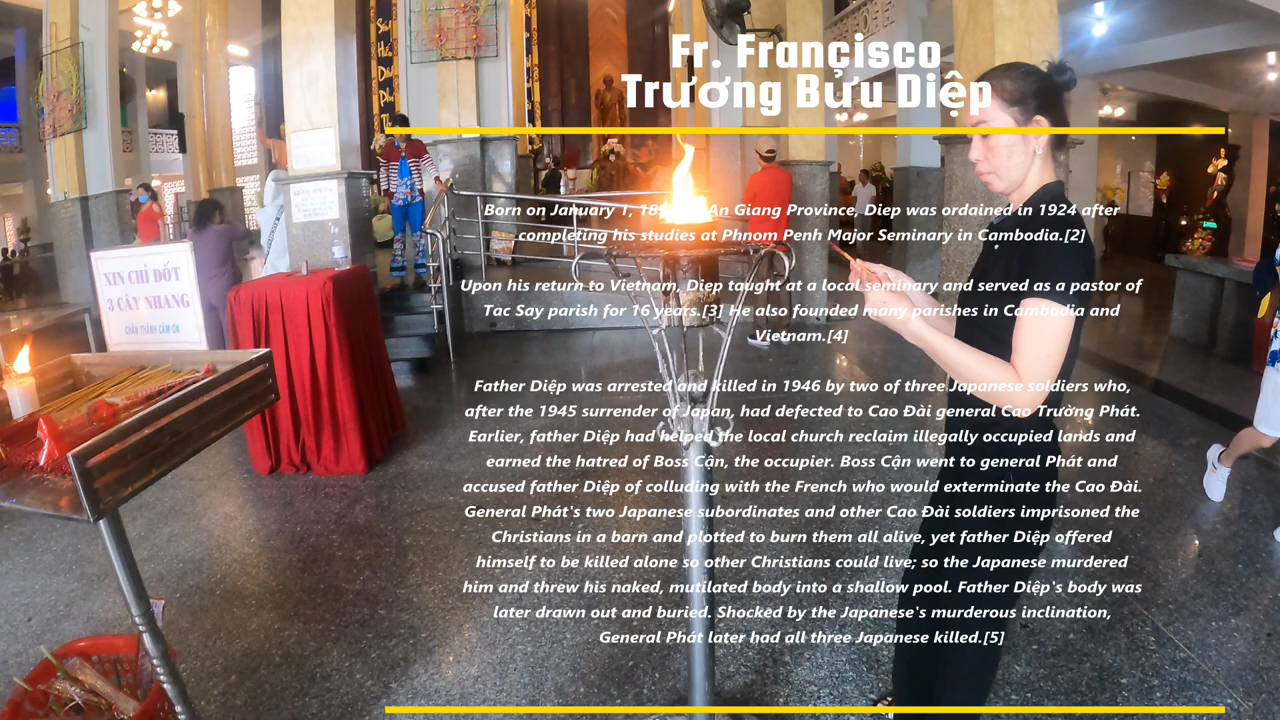 Fr. Francisco
Trương Bửu Diệp
Born on January 1, An Giang Province, Diep was ordained in 1924 after
completing his studies at Phnom Penh Major Seminary in Cambodia.[2]
Upon his return to Vietnam, Diep taught at a local seminary and served as a pastor of
Tac Say parish for 16 years.[3] He also founded many parishes in Cambodia and
Vietnam.[4]
Father Diệp was arrested and killed in 1946 by two of three Japanese soldiers who,
after the 1945 surrender of Japan, had defected to Cao Đài general Cao Trường Phát.
Earlier, father Diệp had helped the local church reclaim illegally occupied lands and
earned the hatred of Boss Cận, the occupier. Boss Cận went to general Phát and
accused father Diệp of colluding with the French who would exterminate the Cao Đài.
General Phát's two Japanese subordinates and other Cao Đài soldiers imprisoned the
Christians in a barn and plotted to burn them all alive, yet father Diệp offered
himself to be killed alone so other Christians could live; so the Japanese murdered
him and threw his naked, mutilated body into a shallow pool. Father Diệp's body was
later drawn out and buried. Shocked by the Japanese's murderous inclination,
General Phát later had all three Japanese killed.[5]
XIN CHỈ ĐỐT
3 CÂY NHANG
CHÂN THÀNH CẢM ƠN